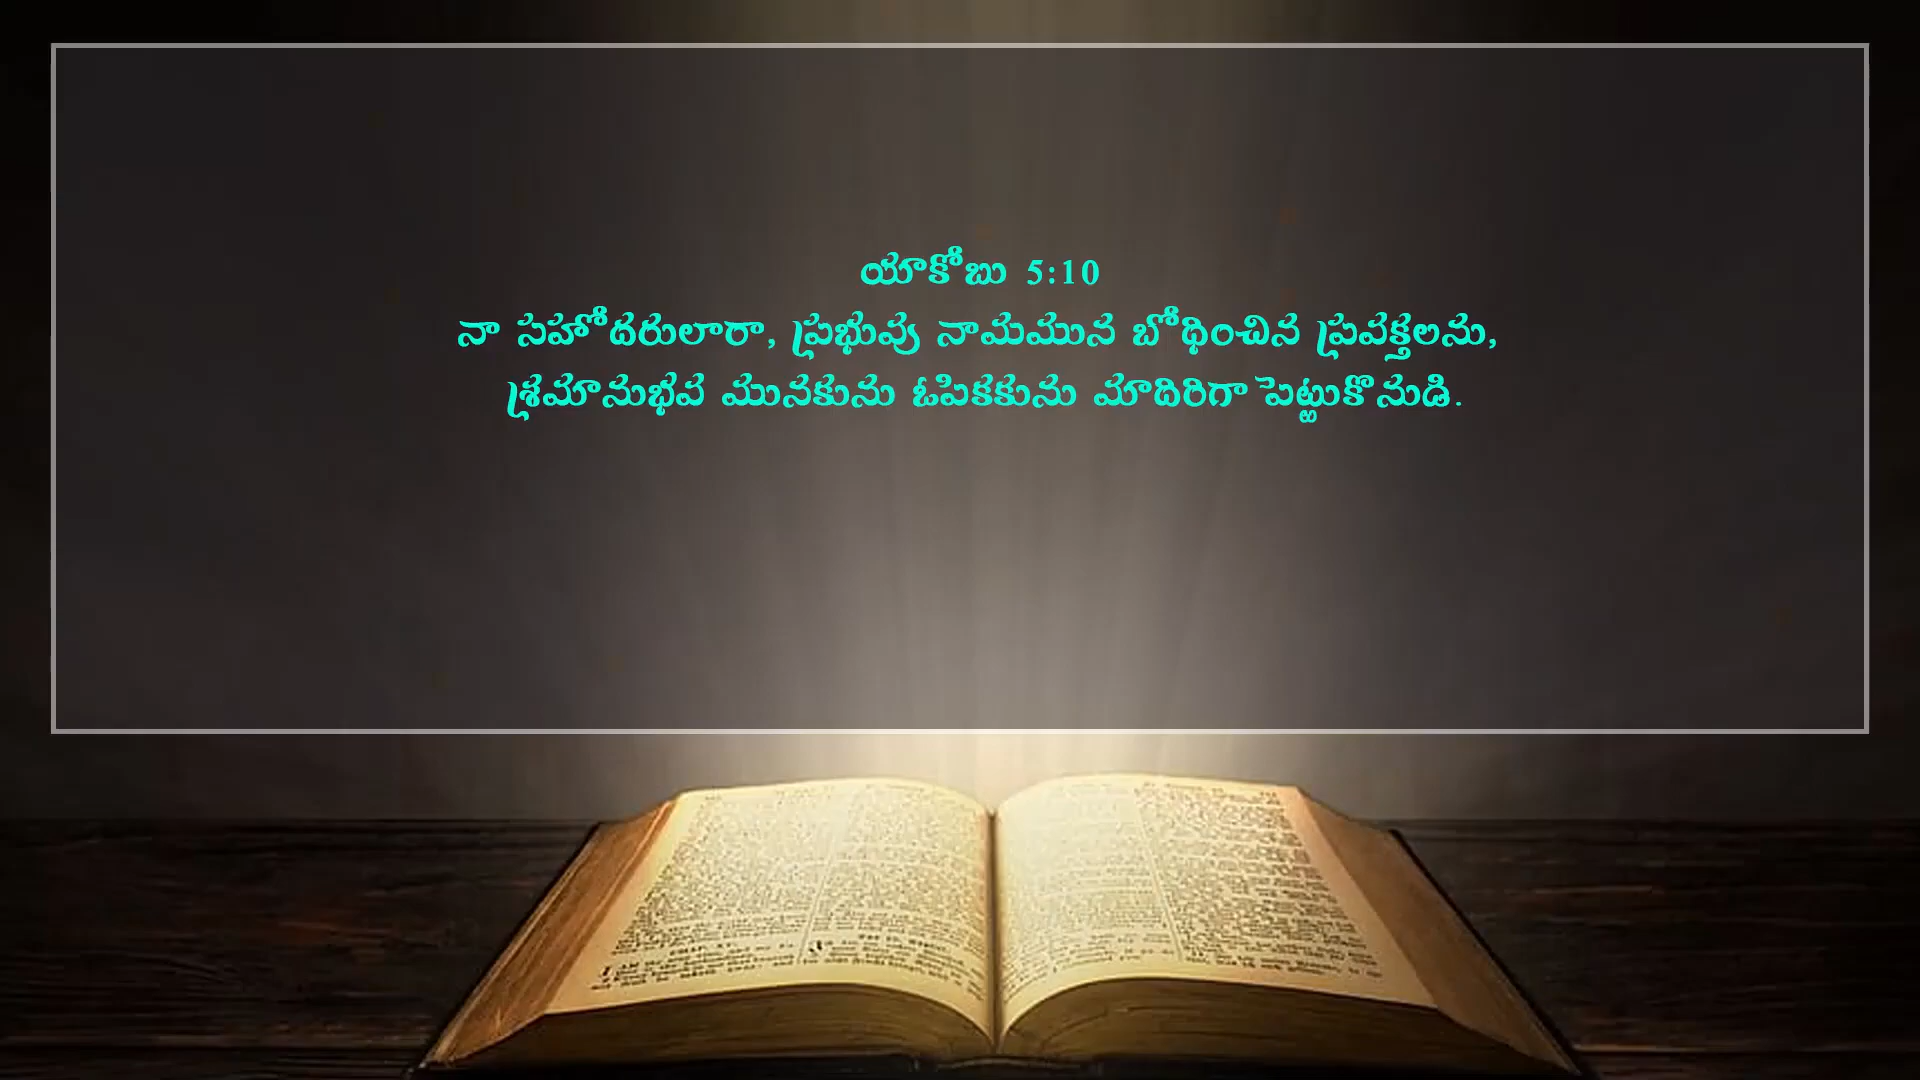 యాకోబు 5:10
నా సహోదరులారా, ప్రభువు నామమున బోధించిన ప్రవక్తలను,
శ్రమానుభవ మునకును ఓపికకును మాదిరిగా పెట్టుకొనుడి.